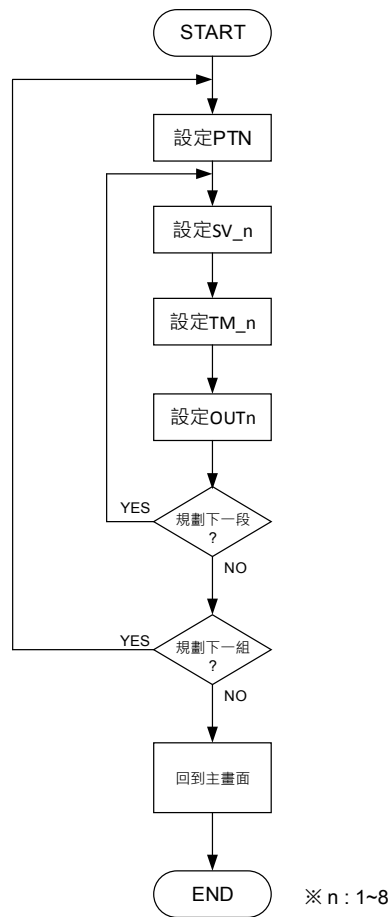 START
設定PTN
設定SV_n
設定TM_n
設定OUTn
YES
規劃下一段
?
NO
YES
規劃下一組
?
NO
回到主畫面
END
※ n : 1~8